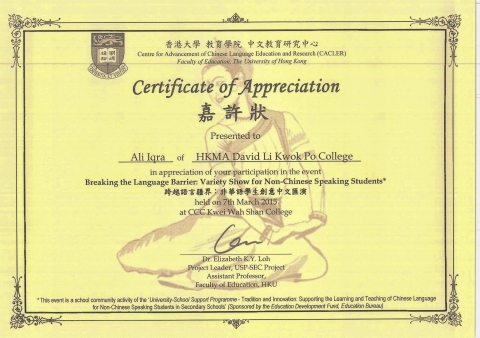 香港大學 教育學院 中文教育研究中心
Centre for Advancement of Chinese Language Education and Research (CACLER)
Faculty of Education, The University of Hong Kong
Certificate of Appreciation
嘉許狀
Presented to
Ali Iqra of HKMA David Li Kwok Po College
in appreciation of your participation in the event
Breaking the Language Barrier: Variety Show for Non-Chinese Speaking Students*
跨越語言疆界：非華語學生創意中文匯演
held on 7th March 2015
at CCC Kwei Wah Shan College
Dr. Elizabeth K.Y. Loh
Project Leader, USP-SEC Project
Assistant Professor,
Faculty of Education, HKU
* This event is a school community activity of the 'University-School Support Programme - Tradition and Innovation: Supporting the Learning and Teaching of Chinese Language
for Non-Chinese Speaking Students in Secondary Schools' (Sponsored by the Education Development Fund, Education Bureau)